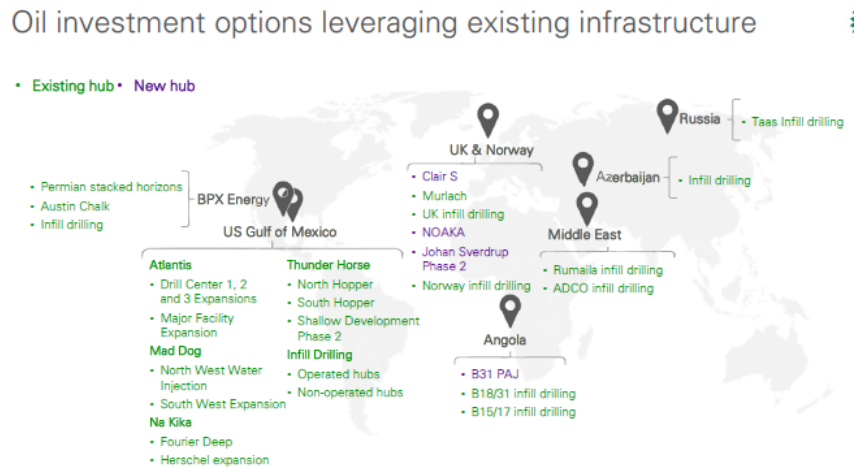 Oil investment options leveraging existing infrastructure
• Existing hub • New hub
BPX Energy
• Permian stacked horizons
• Austin Chalk
• Infill drilling
US Gulf of Mexico
Atlantis
• Drill Center 1, 2
and 3 Expansions
• Major Facility
Expansion
Mad Dog
• North West Water
Injection
• South West Expansion
Na Kika
• Fourier Deep
• Herschel expansion
Thunder Horse
• North Hopper
• South Hopper
• Shallow Development
Phase 2
Infill Drilling
• Operated hubs
• Non-operated hubs
UK & Norway
• Clair S
• Murlach
• UK infill drilling
• NOAKA
• Johan Sverdrup
Phase 2
• Norway infill drilling
Angola
• B31 PAJ
• B18/31 infill drilling
• B15/17 infill drilling
Russia
• Taas Infill drilling
Azerbaijan
• Infill drilling
Middle East
• Rumaila infill drilling
• ADCO infill drilling